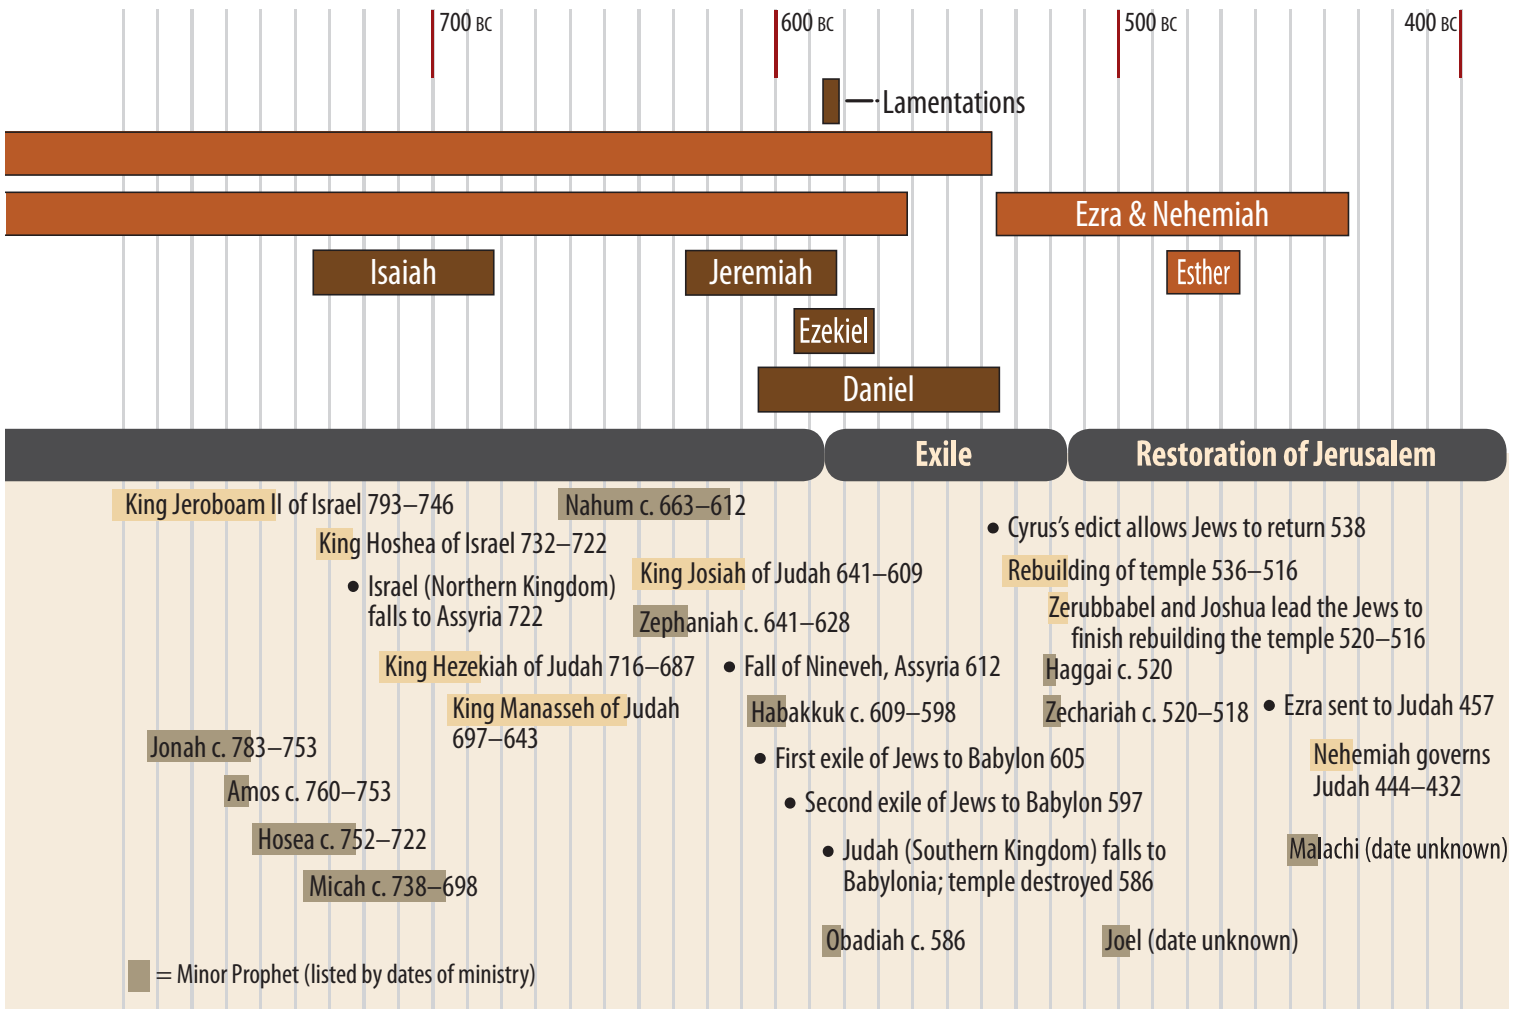 700 BC
600 BC
500 BC
400 BC
Lamentations
Ezra & Nehemiah
Isaiah
Jeremiah
Esther
Ezekiel
Daniel
Exile
Restoration of Jerusalem
King Jeroboam II of Israel 793–746
Nahum c. 663–612
King Hoshea of Israel 732–722
• Cyrus's edict allows Jews to return 538
• Israel (Northern Kingdom)
falls to Assyria 722
King Josiah of Judah 641–609
Rebuilding of temple 536–516
Zephaniah c. 641–628
Zerubbabel and Joshua lead the Jews to
finish rebuilding the temple 520–516
King Hezekiah of Judah 716–687
• Fall of Nineveh, Assyria 612
Haggai c. 520
King Manasseh of Judah
697–643
Habakkuk c. 609–598
Zechariah c. 520–518
• Ezra sent to Judah 457
Jonah c. 783–753
• First exile of Jews to Babylon 605
Nehemiah governs
Judah 444–432
Amos c. 760–753
• Second exile of Jews to Babylon 597
Hosea c. 752–722
• Judah (Southern Kingdom) falls to
Babylonia; temple destroyed 586
Malachi (date unknown)
Micah c. 738–698
Obadiah c. 586
Joel (date unknown)
= Minor Prophet (listed by dates of ministry)